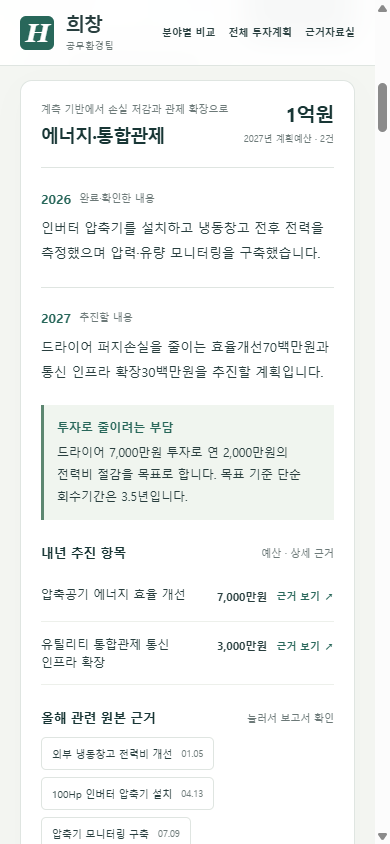 H 희창
공무환경팀
분야별 비교 전체 투자계획 근거자료실
계측 기반에서 손실 저감과 관제 확장으로
에너지·통합관제
1억원
2027년 계획예산 · 2건
2026 완료·확인한 내용
인버터 압축기를 설치하고 냉동창고 전후 전력을
측정했으며 압력·유량 모니터링을 구축했습니다.
2027 추진할 내용
드라이어 퍼지손실을 줄이는 효율개선70백만원과
통신 인프라 확장30백만원을 추진할 계획입니다.
투자로 줄이려는 부담
드라이어 7,000만원 투자로 연 2,000만원의
전력비 절감을 목표로 합니다. 목표 기준 단순
회수기간은 3.5년입니다.
내년 추진 항목 예산 · 상세 근거
압축공기 에너지 효율 개선 7,000만원 근거 보기 ↗
유틸리티 통합관제 통신
인프라 확장
3,000만원 근거 보기 ↗
올해 관련 원본 근거 눌러서 보고서 확인
외부 냉동창고 전력비 개선 01.05
100Hp 인버터 압축기 설치 04.13
압축기 모니터링 구축 07.09